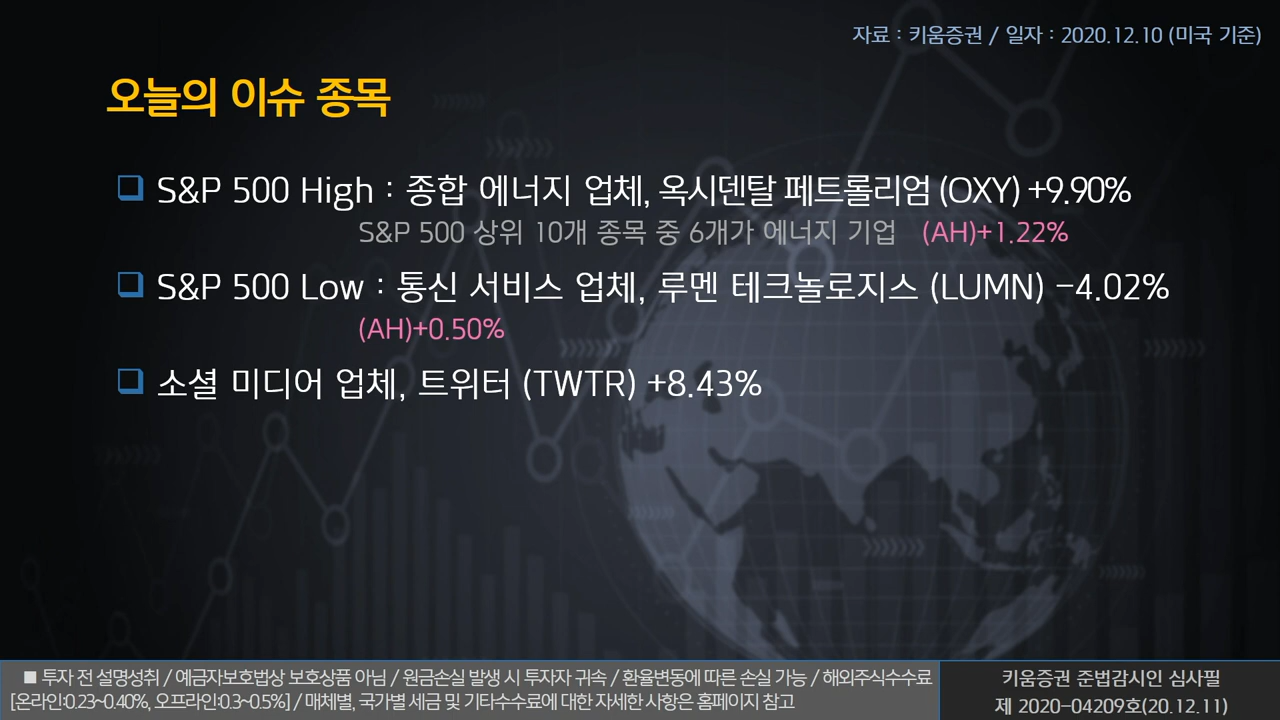 자료 : 키움증권 / 일자 : 2020.12.10 (미국 기준)
오늘의 이슈 종목
❑ S&P 500 High : 종합 에너지 업체, 옥시덴탈 페트롤리엄 (OXY) +9.90%
S&P 500 상위 10개 종목 중 6개가 에너지 기업 (AH)+1.22%
❑ S&P 500 Low : 통신 서비스 업체, 루멘 테크놀로지스 (LUMN) -4.02%
(AH)+0.50%
❑ 소셜 미디어 업체, 트위터 (TWTR) +8.43%
■ 투자 전 설명성취 / 예금자보호법상 보호상품 아님 / 원금손실 발생 시 투자자 귀속 / 환율변동에 따른 손실 가능 / 해외주식수수료
[온라인:0.23~0.40%, 오프라인:0.3~0.5%] / 매체별, 국가별 세금 및 기타수수료에 대한 자세한 사항은 홈페이지 참고
키움증권 준법감시인 심사필
제 2020-04209호(20.12.11)